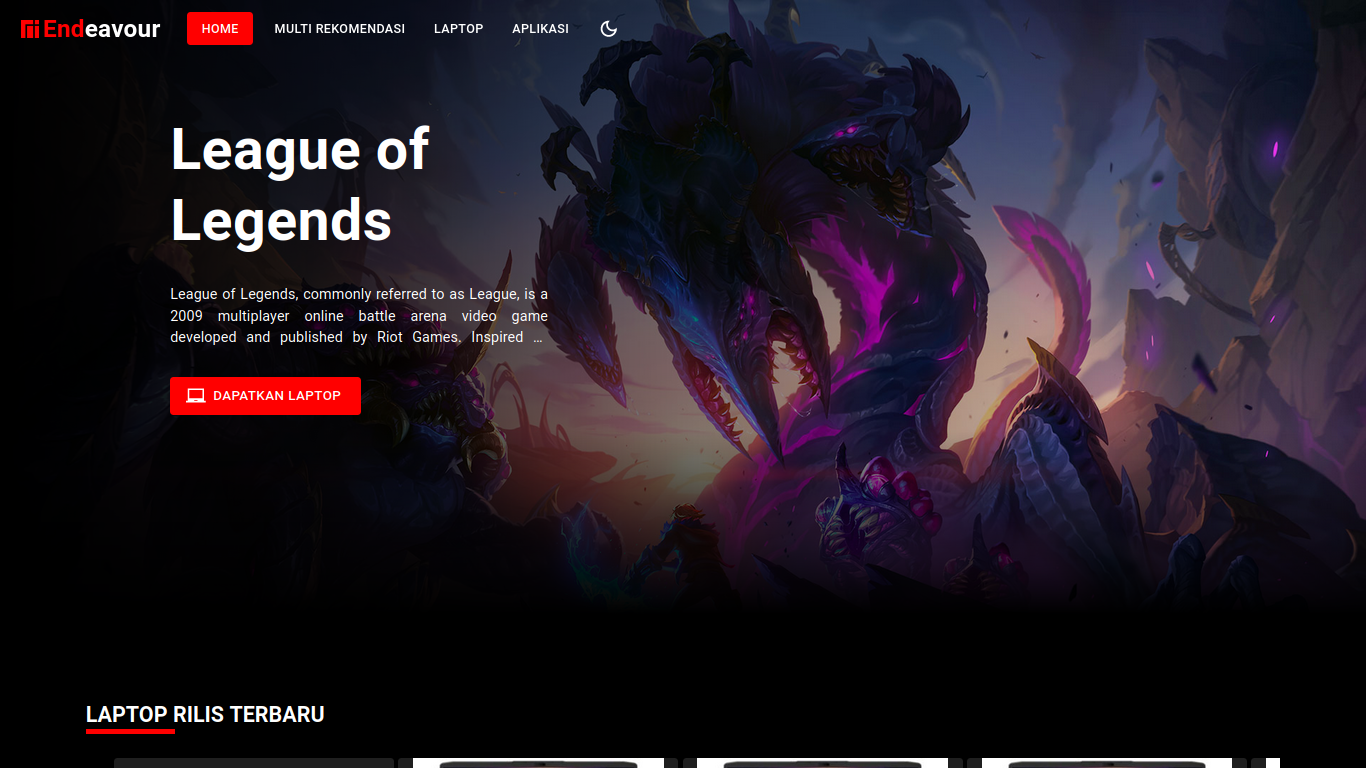 Endeavour
HOME
MULTI REKOMENDASI
LAPTOP
APLIKASI
League of
Legends
League of Legends, commonly referred to as League, is a
2009 multiplayer online battle arena video game
developed and published by Riot Games. Inspired ...
DAPATKAN LAPTOP
LAPTOP RILIS TERBARU